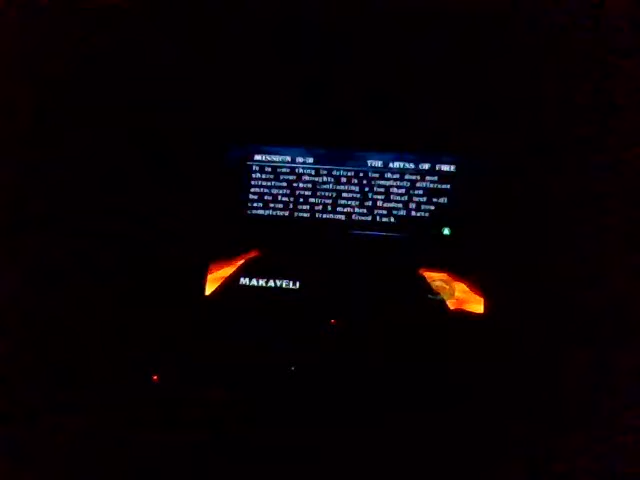 MISSION 10-10
THE ABYSS OF FIRE
It is one thing to defeat a foe that does not
share your thoughts. It is a completely different
situation when confronting a foe that can
anticipate your every move. Your final test will
be to face a mirror image of Raiden. If you
can win 3 out of 5 matches, you will have
completed your training. Good Luck.
A
MAKAVELI